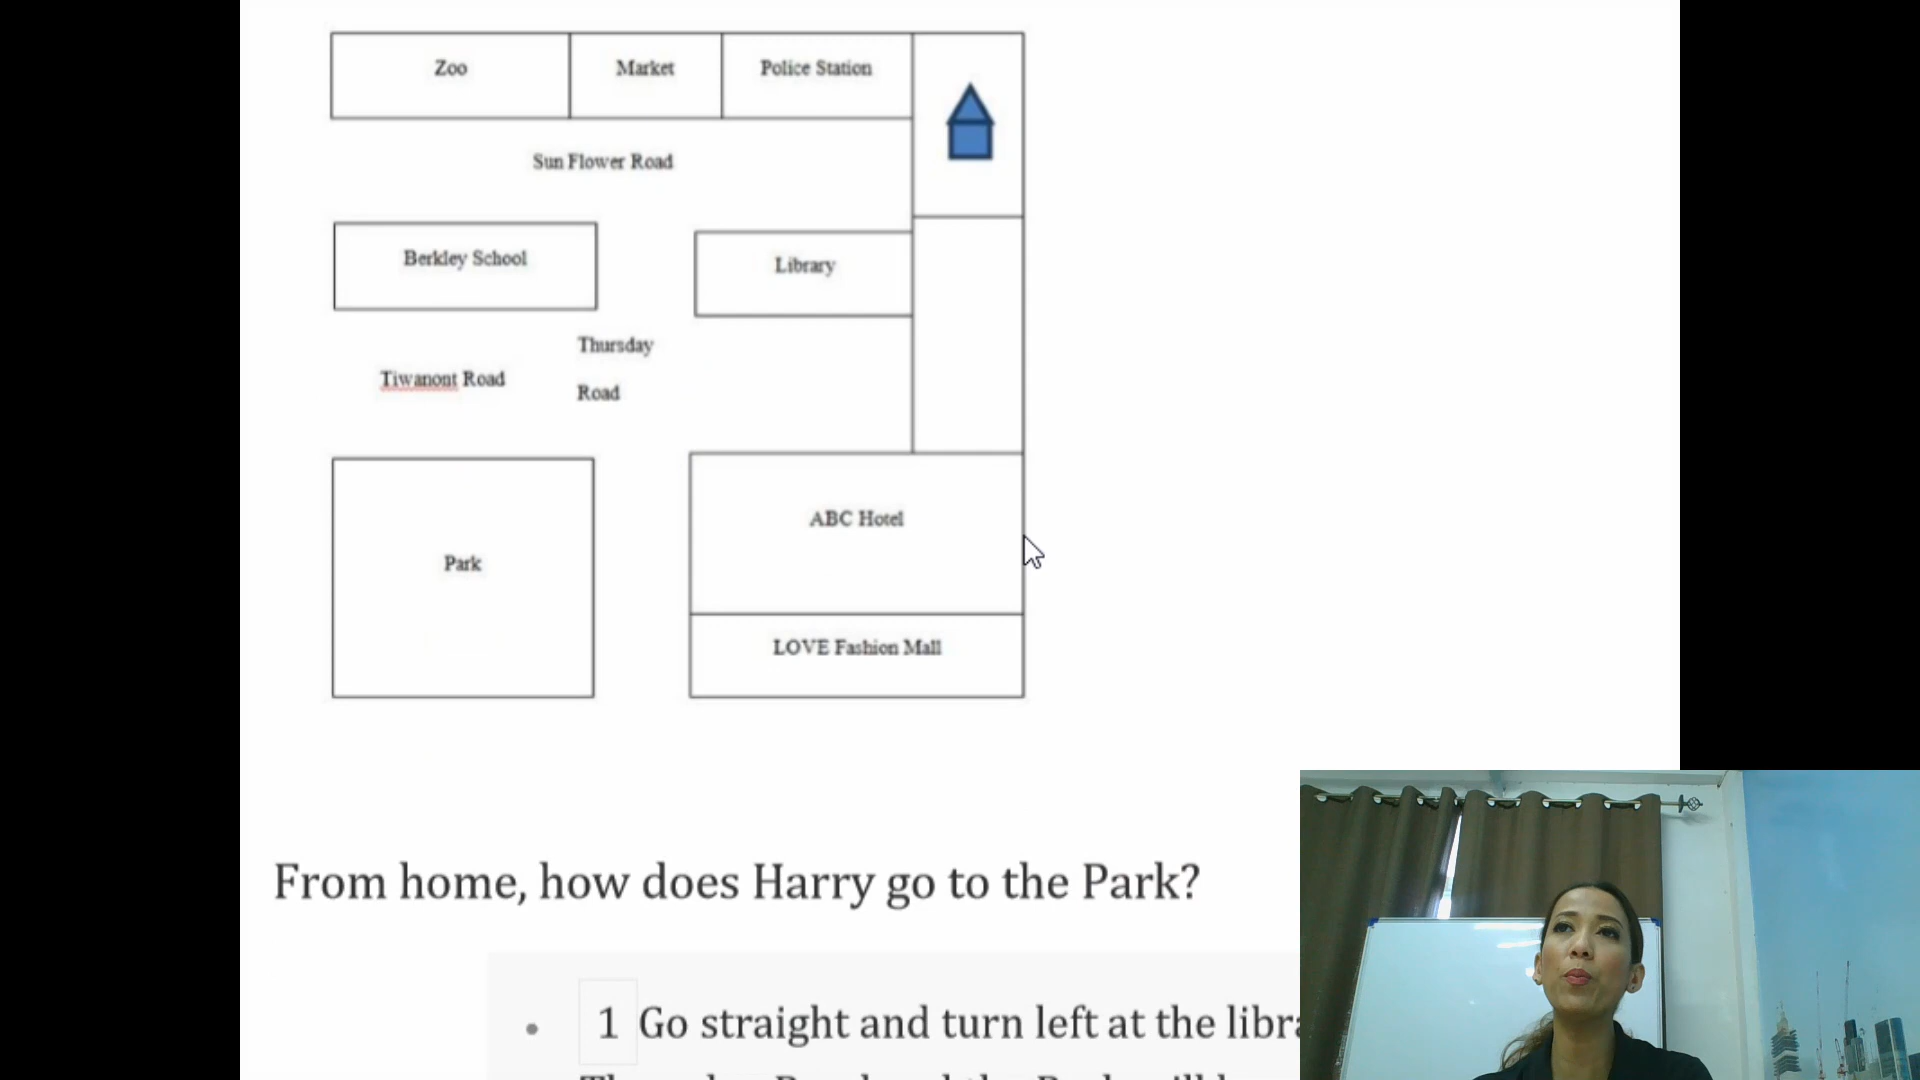 Zoo
Market
Police Station
Sun Flower Road
Berkley School
Library
Thursday
Tiwanont Road
Road
ABC Hotel
Park
LOVE Fashion Mall
From home, how does Harry go to the Park?
• 1 Go straight and turn left at the